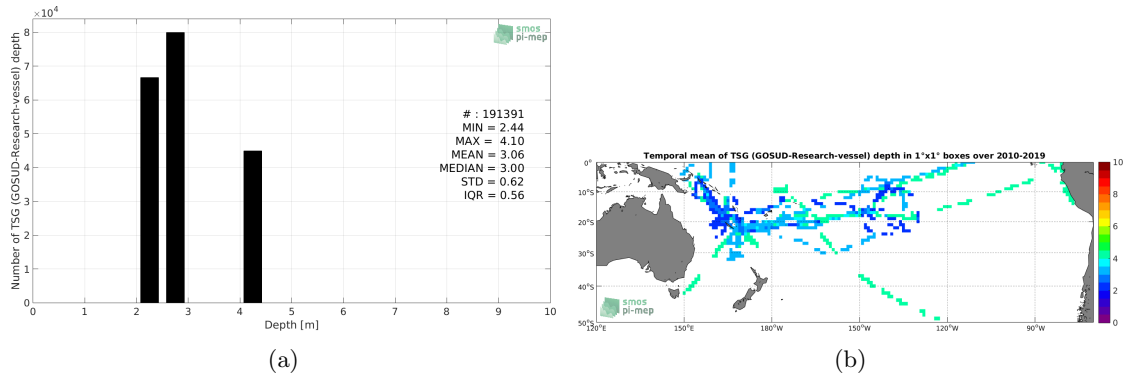 ×10⁴
8
7
6
5
4
3
2
1
0
Number of TSG (GOSUD-Research-vessel) depth
smos
pi-mep
# : 191391
MIN = 2.44
MAX = 4.10
MEAN = 3.06
MEDIAN = 3.00
STD = 0.62
IQR = 0.56
0 1 2 3 4 5 6 7 8 9 10
Depth [m]
(a)
Temporal mean of TSG (GOSUD-Research-vessel) depth in 1°x1° boxes over 2010-2019
0°
10°S
20°S
30°S
40°S
50°S
smos
pi-mep
120°E 150°E 180°W 150°W 120°W 90°W
10
8
6
4
2
0
(b)